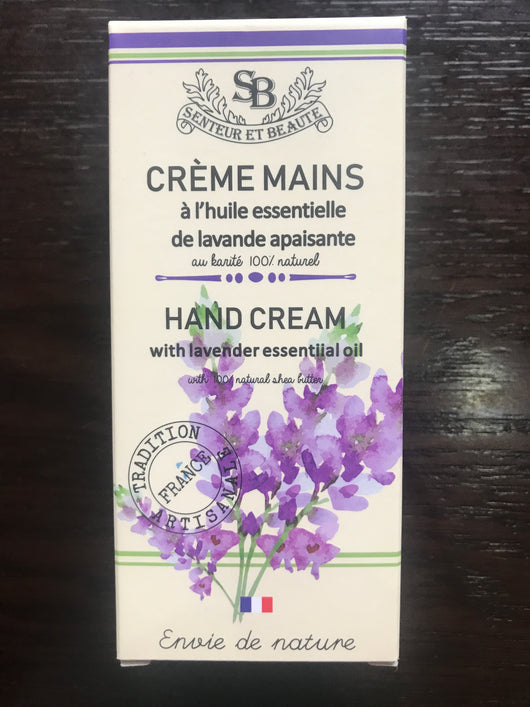 SB
SENTEUR ET BEAUTÉ
CRÈME MAINS
à l'huile essentielle
de lavande apaisante
au karité 100% naturel
HAND CREAM
with lavender essentiial oil
with 100% natural shea butter
TRADITION
FRANCE
ARTISANALE
Envie de nature